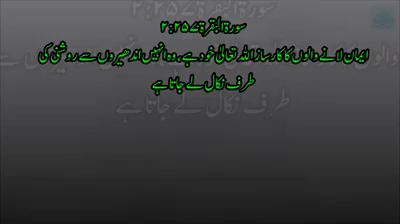 سورۃ البقرۃ ۲:۲۵۷
ایمان لانے والوں کا کارساز اللہ تعالیٰ خود ہے، وہ انہیں اندھیروں سے روشنی کی
طرف نکال لے جاتا ہے